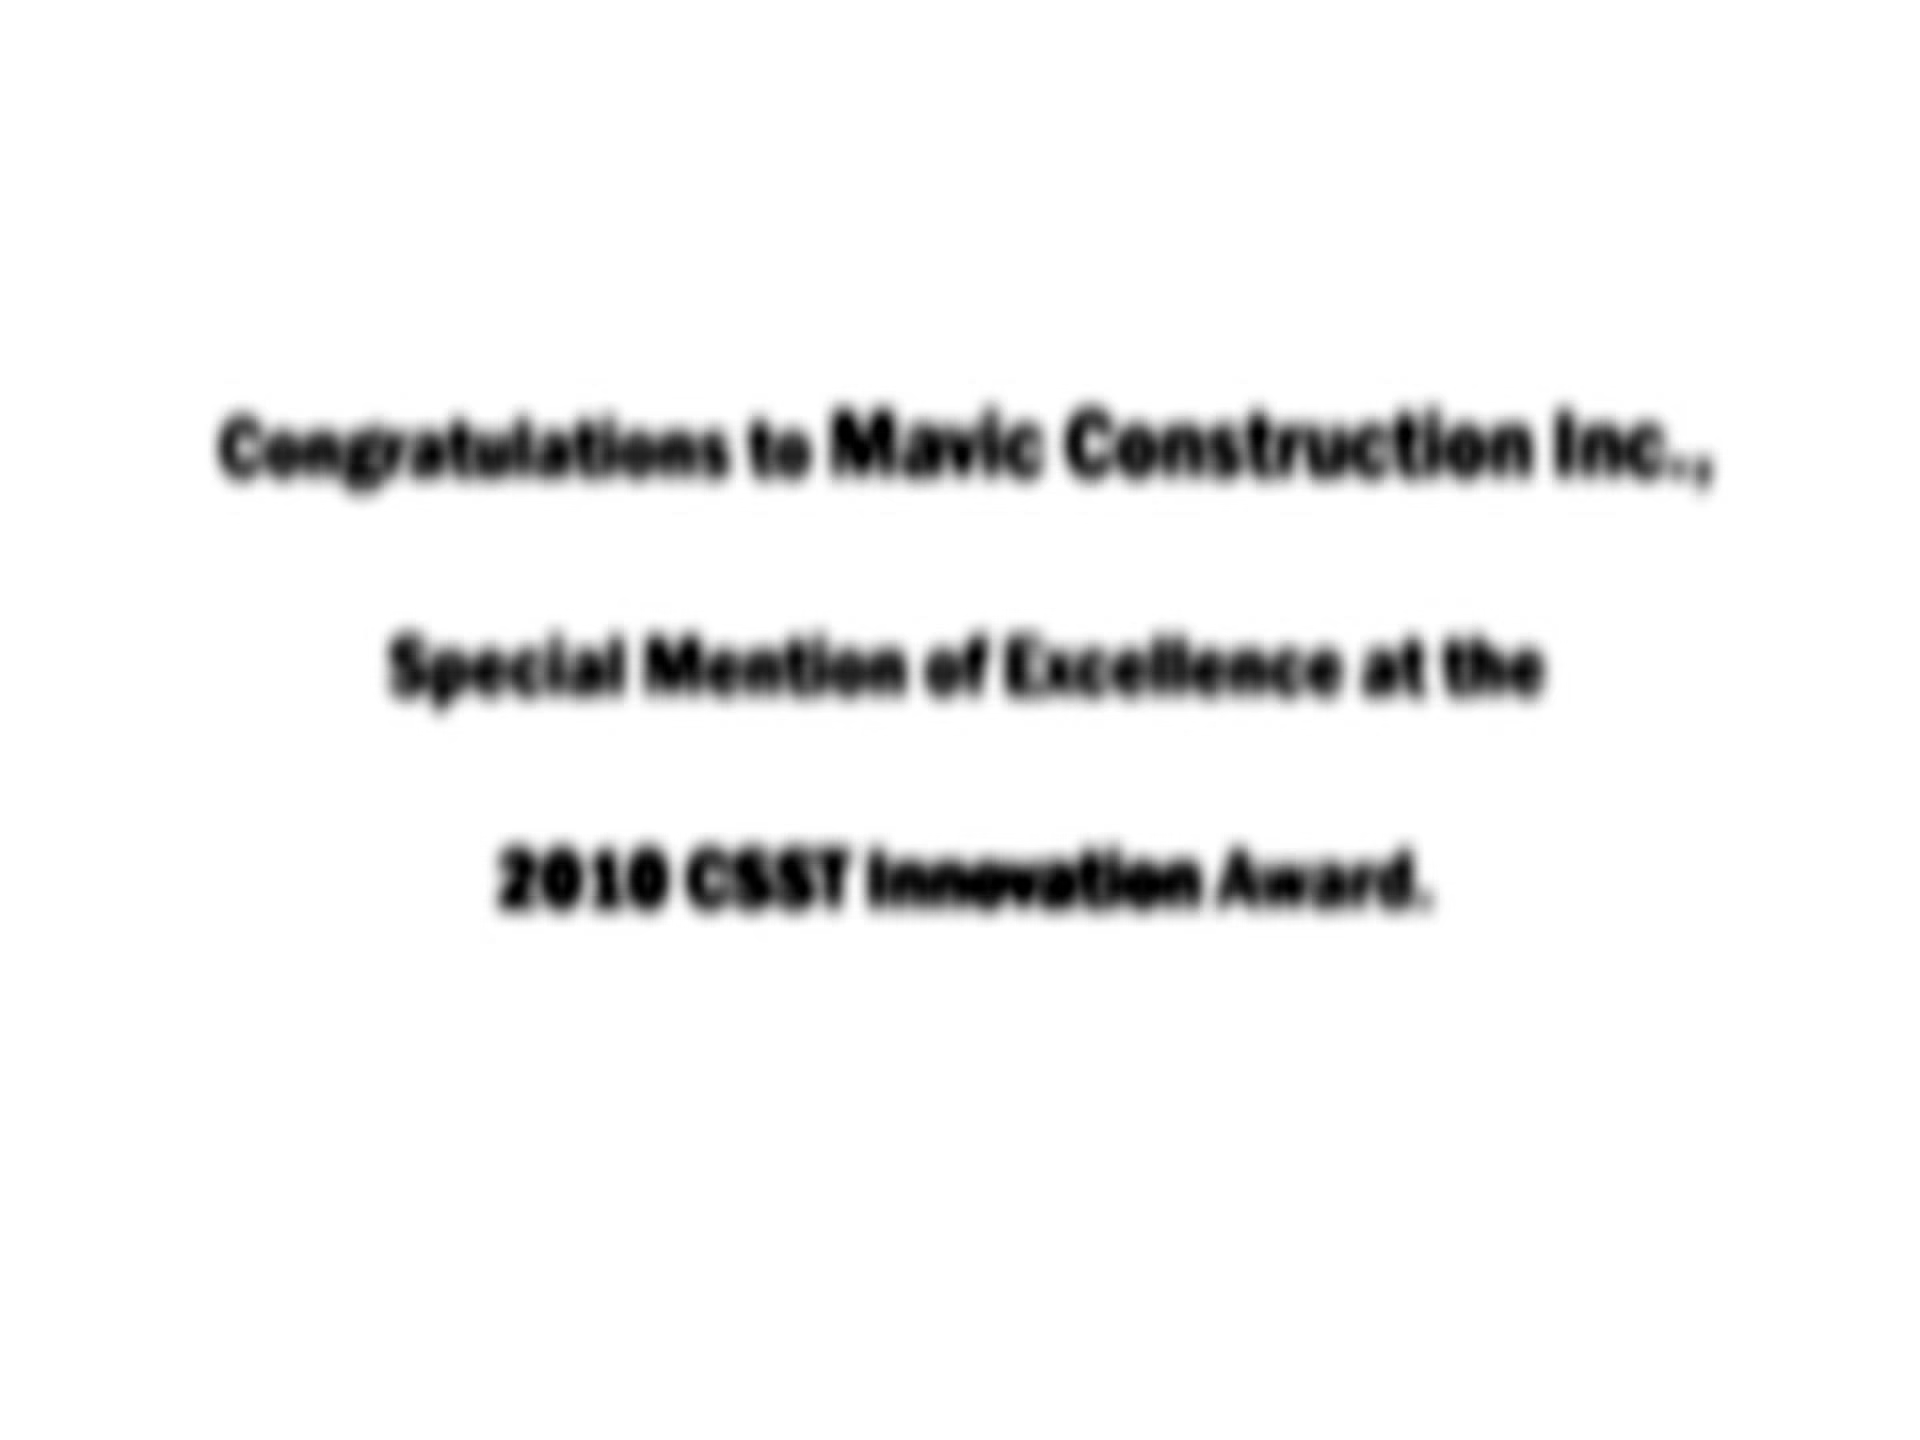 Congratulations to Mavic Construction Inc.,
Special Mention of Excellence at the
2010 CSST Innovation Award.